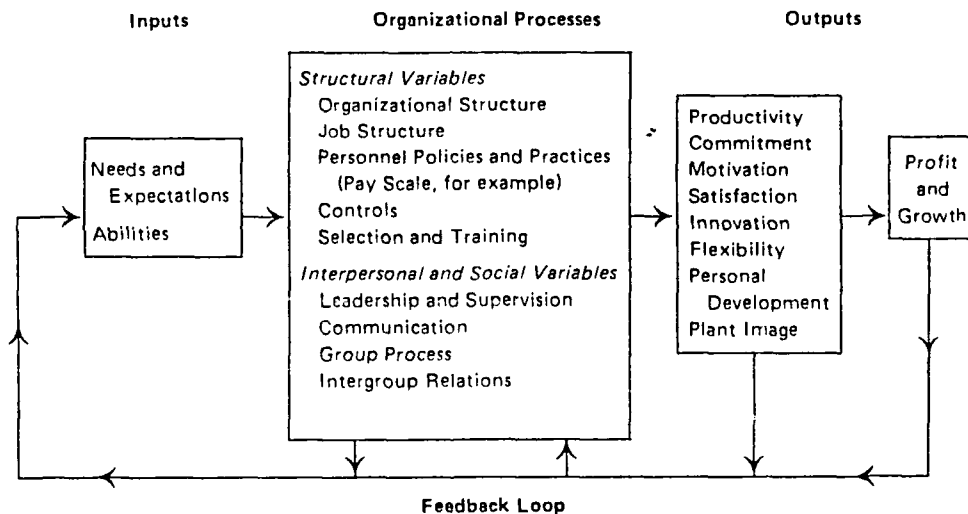 Inputs
Organizational Processes
Outputs
Needs and
Expectations
Abilities
Structural Variables
Organizational Structure
Job Structure
Personnel Policies and Practices
(Pay Scale, for example)
Controls
Selection and Training
Interpersonal and Social Variables
Leadership and Supervision
Communication
Group Process
Intergroup Relations
Productivity
Commitment
Motivation
Satisfaction
Innovation
Flexibility
Personal
Development
Plant Image
Profit
and
Growth
Feedback Loop